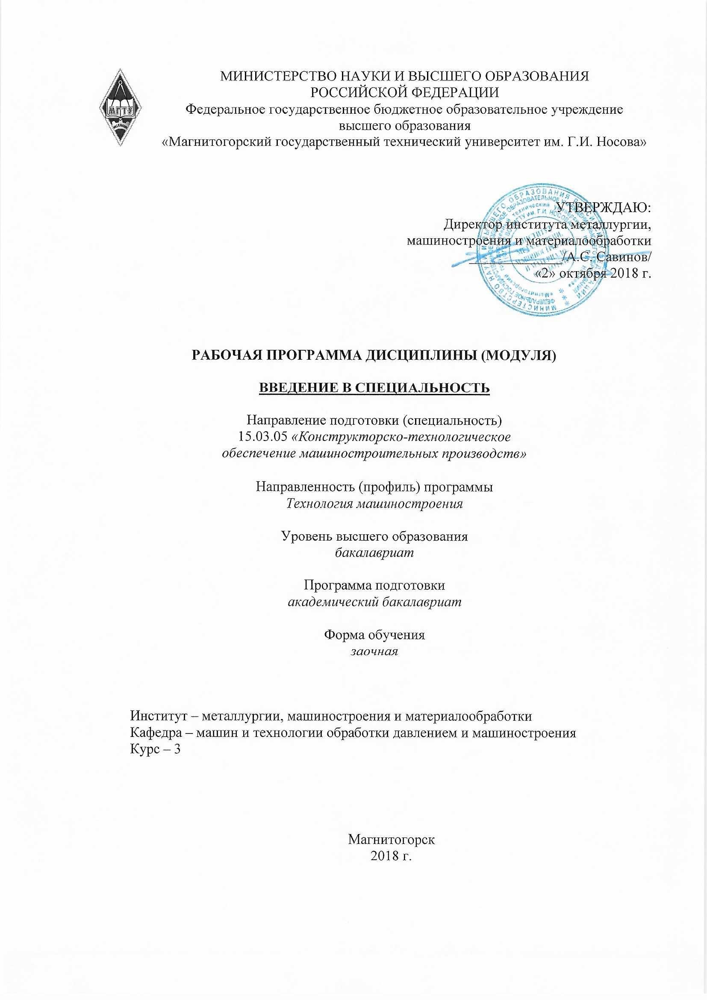 МИНИСТЕРСТВО НАУКИ И ВЫСШЕГО ОБРАЗОВАНИЯ
РОССИЙСКОЙ ФЕДЕРАЦИИ
Федеральное государственное бюджетное образовательное учреждение
высшего образования
«Магнитогорский государственный технический университет им. Г.И. Носова»
МГТУ
УТВЕРЖДАЮ:
Директор института металлургии,
машиностроения и материалообработки
/А.С. Савинов/
«2» октября 2018 г.
РАБОЧАЯ ПРОГРАММА ДИСЦИПЛИНЫ (МОДУЛЯ)
ВВЕДЕНИЕ В СПЕЦИАЛЬНОСТЬ
Направление подготовки (специальность)
15.03.05 «Конструкторско-технологическое
обеспечение машиностроительных производств»
Направленность (профиль) программы
Технология машиностроения
Уровень высшего образования
бакалавриат
Программа подготовки
академический бакалавриат
Форма обучения
заочная
Институт – металлургии, машиностроения и материалообработки
Кафедра – машин и технологии обработки давлением и машиностроения
Курс – 3
Магнитогорск
2018 г.